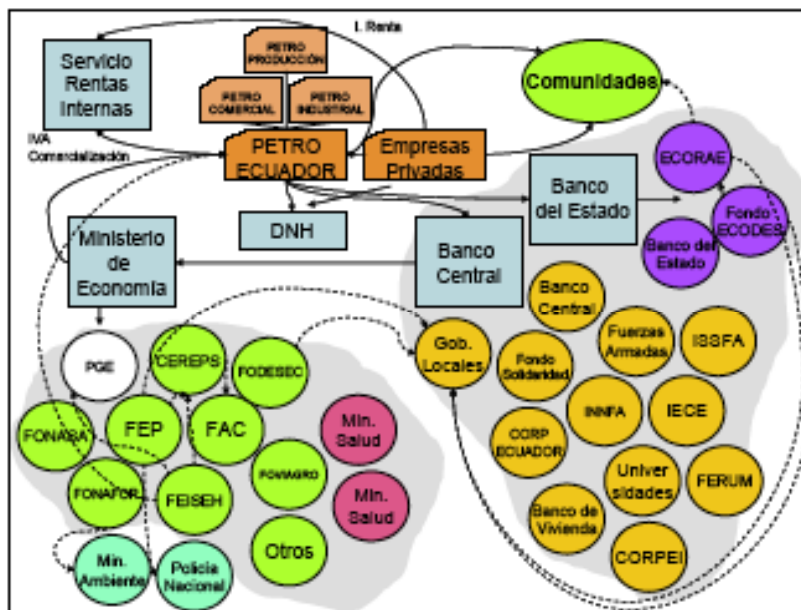 I. Renta
Servicio
Rentas
Internas
PETRO
PRODUCCIÓN
PETRO
COMERCIAL
PETRO
INDUSTRIAL
Comunidades
IVA
Comercialización
PETRO
ECUADOR
Empresas
Privadas
ECORAE
Banco
del Estado
DNH
Fondo
ECODES
Ministerio
de
Economía
Banco
Central
Banco del
Estado
Banco
Central
PGE
CEREPS
FODESEC
Gob.
Locales
Fondo
Solidaridad
Fuerzas
Armadas
ISSFA
FONASA
FEP
FAC
Min.
Salud
CORP
ECUADOR
INNFA
IECE
FONAFOR
FEISEH
FOVIAGRO
Min.
Salud
Univer
sidades
FERUM
Banco de
Vivienda
Otros
CORPEI
Min.
Ambiente
Policía
Nacional